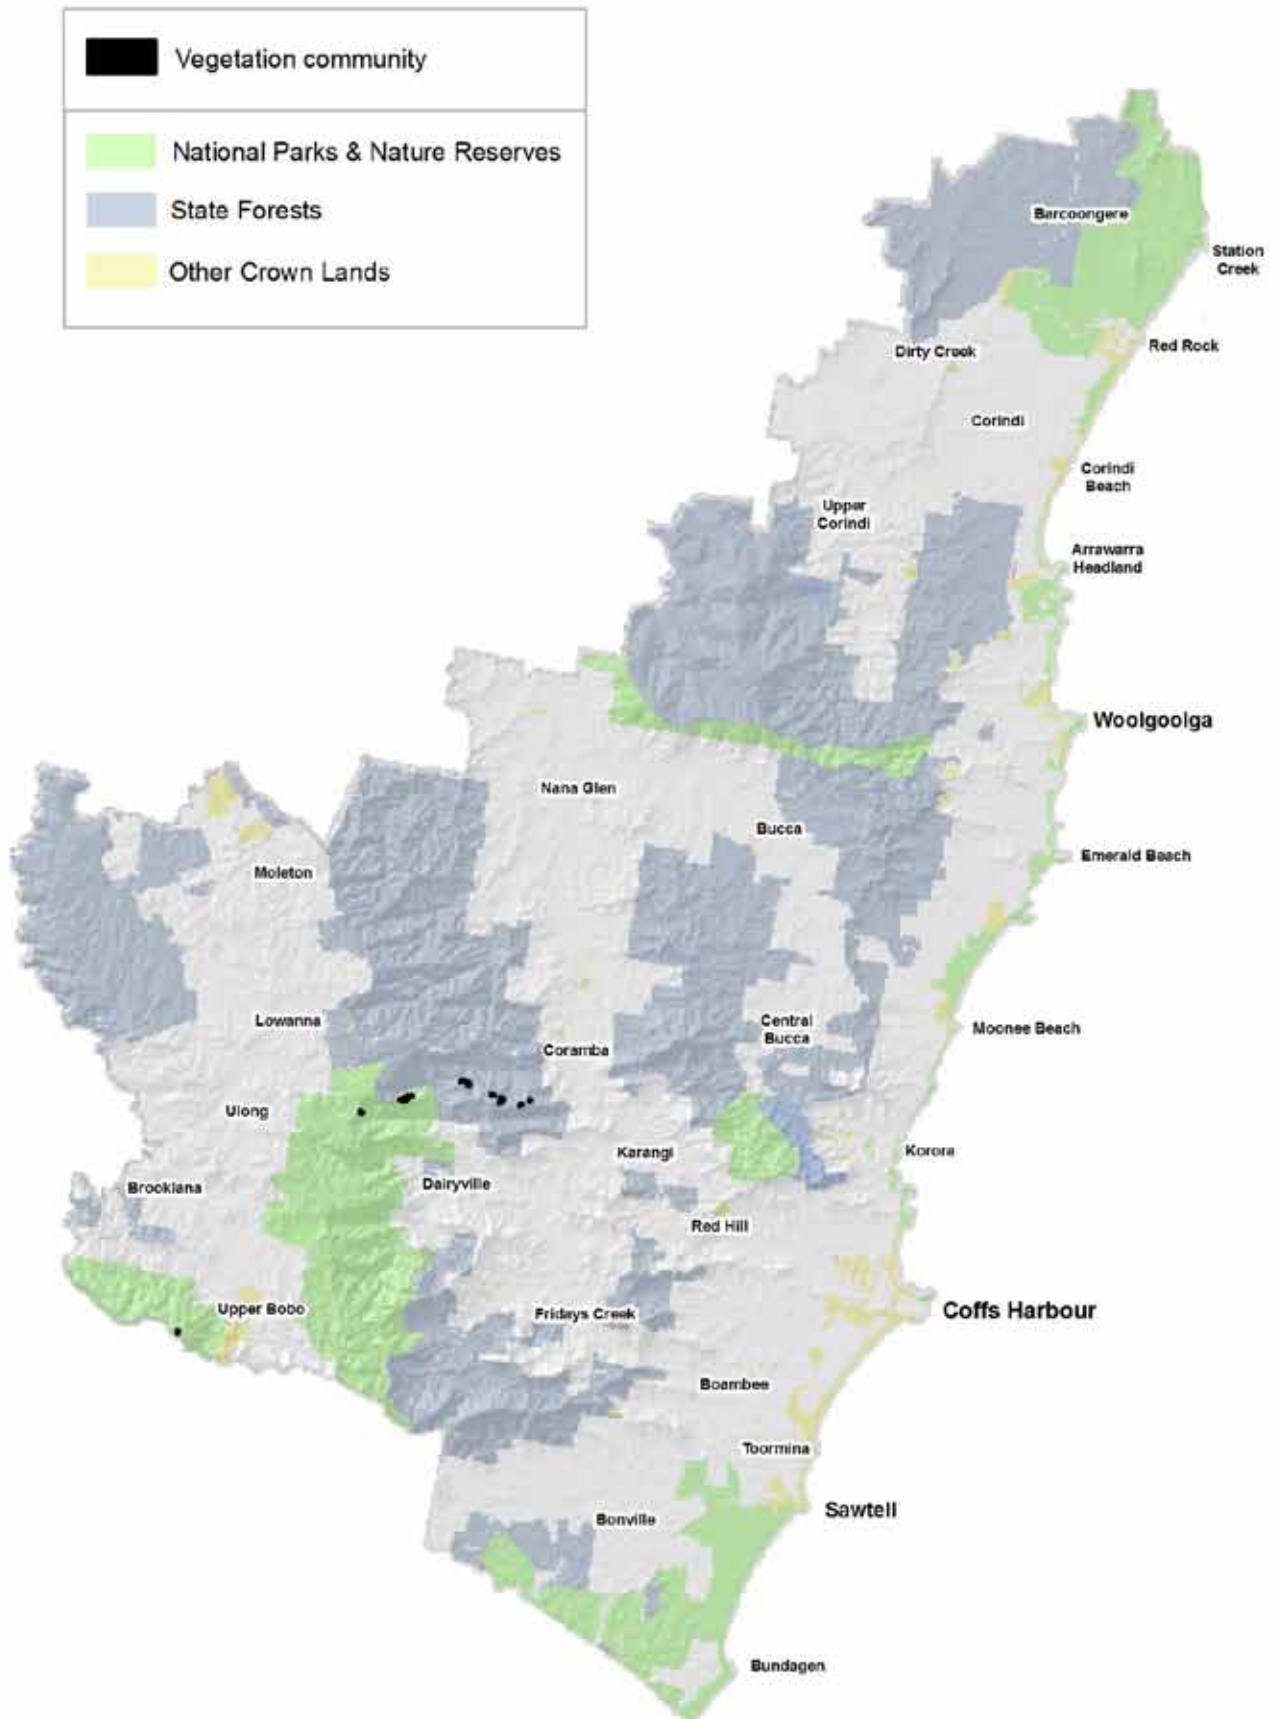 Vegetation community
National Parks & Nature Reserves
State Forests
Other Crown Lands
Barcoongere
Station
Creek
Red Rock
Dirty Creek
Corindi
Corindi
Beach
Upper
Corindi
Arrawarra
Headland
Woolgoolga
Nana Glen
Bucca
Emerald Beach
Moleton
Lowanna
Central
Bucca
Moonee Beach
Coramba
Ulong
Karangi
Korora
Brooklana
Dairyville
Red Hill
Upper Bobo
Fridays Creek
Coffs Harbour
Boambee
Toormina
Sawtell
Bonville
Bundagen